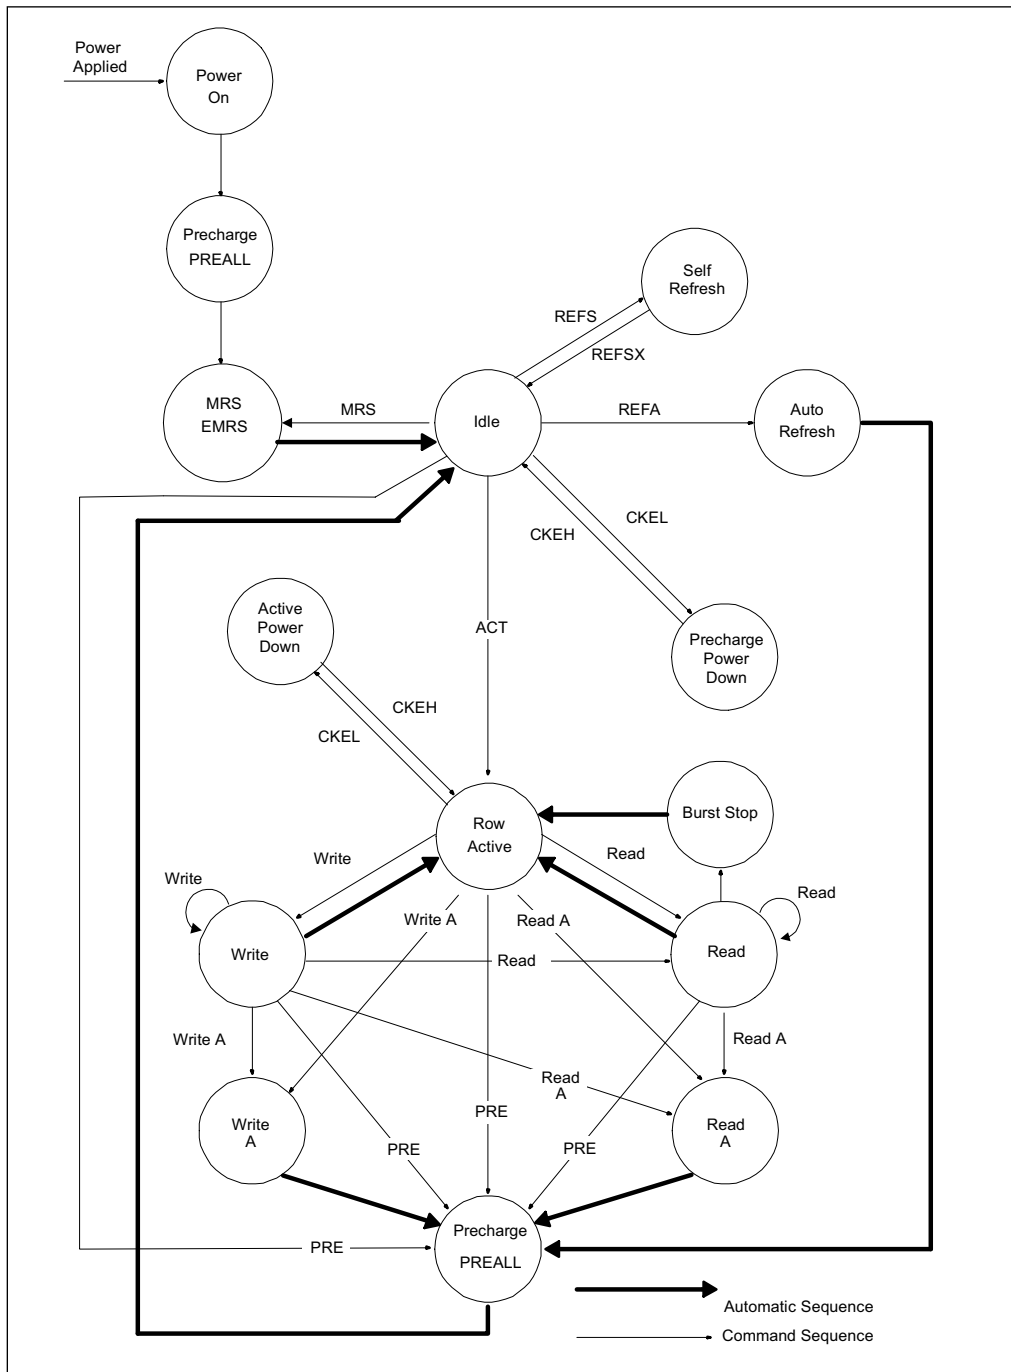 Power
Applied
Power
On
Precharge
PREALL
Self
Refresh
REFS
REFSX
MRS
EMRS
MRS
Idle
REFA
Auto
Refresh
CKEL
CKEH
Active
Power
Down
ACT
Precharge
Power
Down
CKEH
CKEL
Row
Active
Burst Stop
Write
Read
Write
Read
Write A
Read A
Write
Read
Read
Write A
Read A
Read
A
Write
A
PRE
Read
A
PRE
PRE
Precharge
PREALL
PRE
Automatic Sequence
Command Sequence